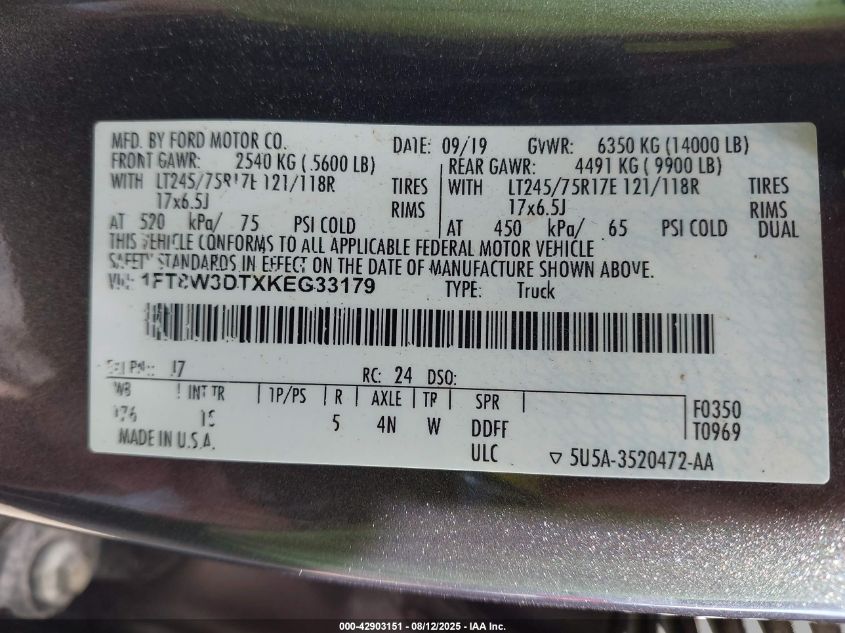 MFD. BY FORD MOTOR CO. DATE: 09/19 GVWR: 6350 KG (14000 LB)
FRONT GAWR: 2540 KG ( 5600 LB) REAR GAWR: 4491 KG ( 9900 LB)
WITH LT245/75R17E 121/118R TIRES WITH LT245/75R17E 121/118R TIRES
17x6.5J RIMS 17x6.5J RIMS
AT 520 kPa/ 75 PSI COLD AT 450 kPa/ 65 PSI COLD DUAL
THIS VEHICLE CONFORMS TO ALL APPLICABLE FEDERAL MOTOR VEHICLE
SAFETY STANDARDS IN EFFECT ON THE DATE OF MANUFACTURE SHOWN ABOVE.
VIN: 1FT8W3DTXKEG33179 TYPE: Truck
RC: 24 DSO:
WB INT TR TP/PS R AXLE TP SPR F0350
5 4N W DDFF T0969
MADE IN U.S.A. ULC ▽ 5U5A-3520472-AA
000-42903151 - 08/12/2025 - IAA Inc.